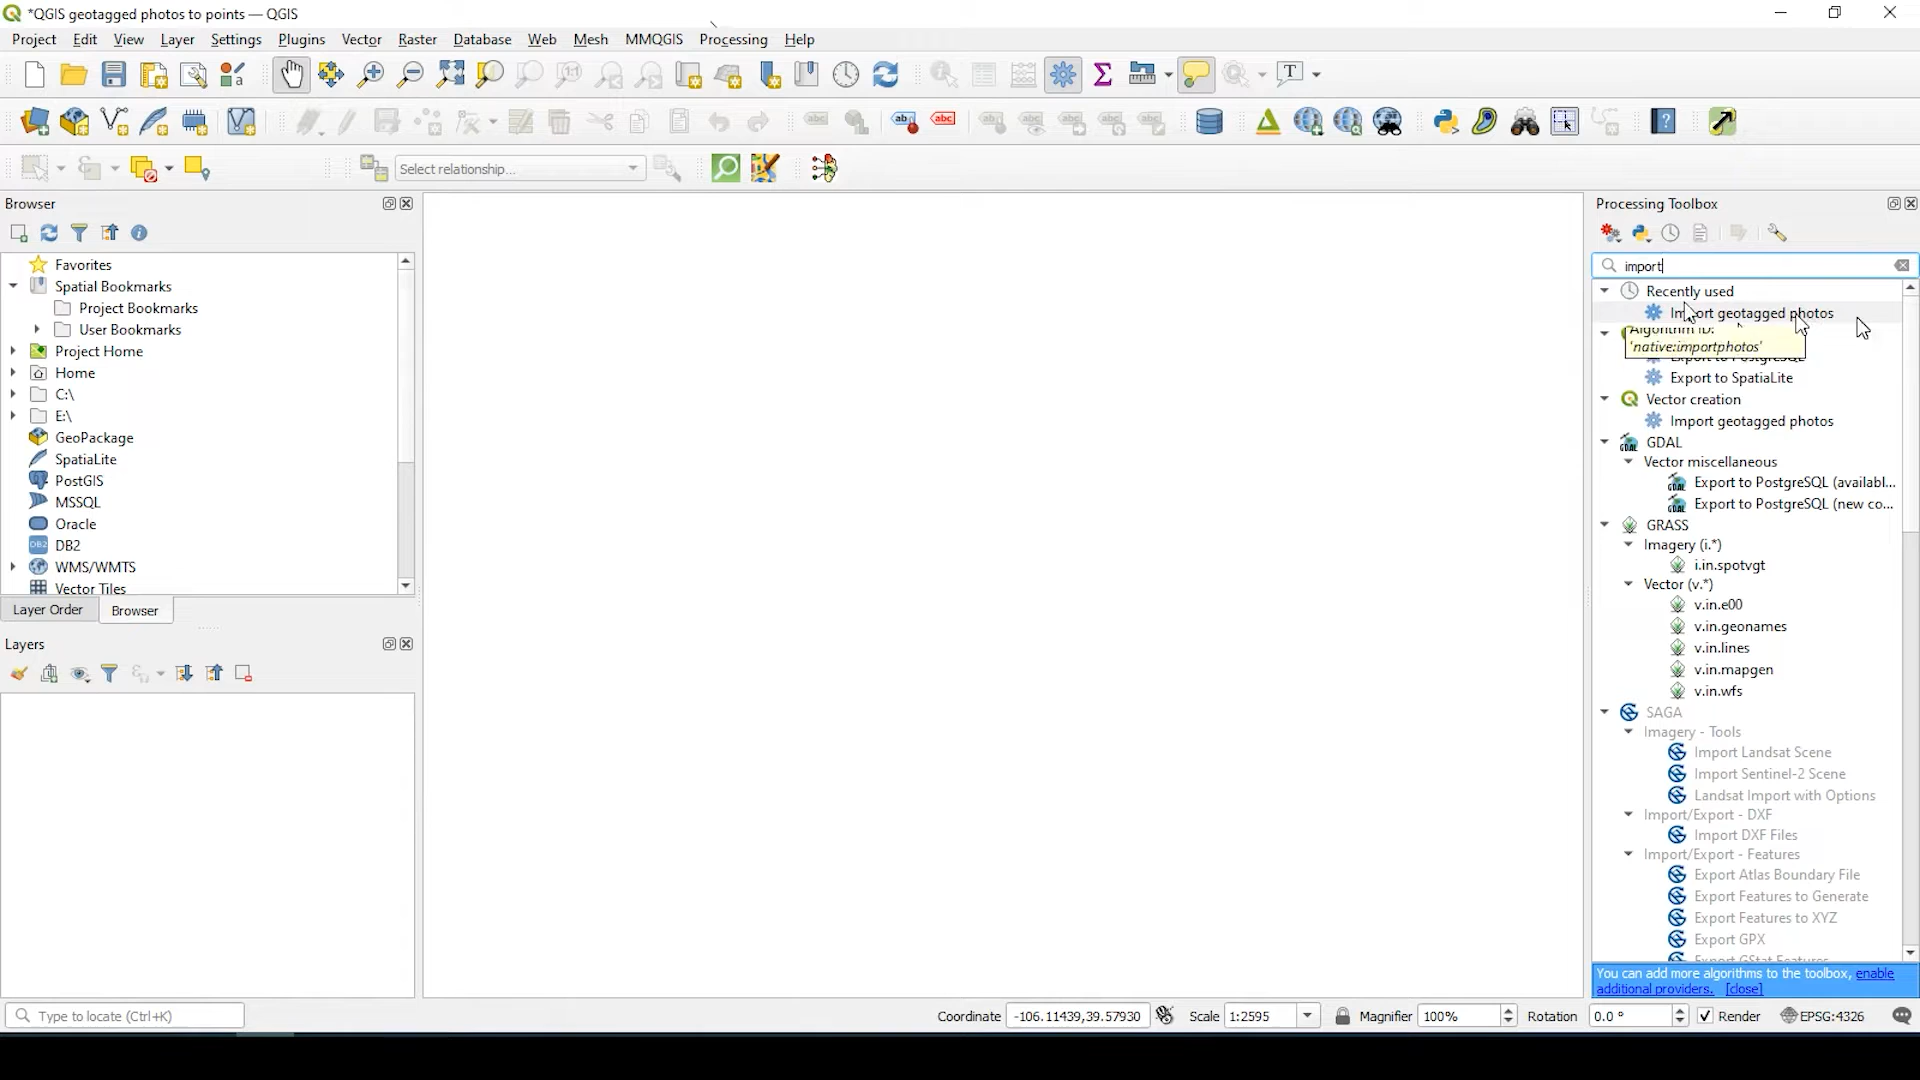 *QGIS geotagged photos to points — QGIS
Project Edit View Layer Settings Plugins Vector Raster Database Web Mesh MMQGIS Processing Help
Select relationship...
Browser
Favorites
Spatial Bookmarks
Project Bookmarks
User Bookmarks
Project Home
Home
C:\
E:\
GeoPackage
SpatiaLite
PostGIS
MSSQL
Oracle
DB2
WMS/WMTS
Vector Tiles
Layer Order Browser
Layers
Processing Toolbox
import
Recently used
Import geotagged photos
Algorithm ID:
'native:importphotos'
Export to PostgreSQL
Export to SpatiaLite
Vector creation
Import geotagged photos
GDAL
Vector miscellaneous
Export to PostgreSQL (availabl...
Export to PostgreSQL (new co...
GRASS
Imagery (i.*)
i.in.spotvgt
Vector (v.*)
v.in.e00
v.in.geonames
v.in.lines
v.in.mapgen
v.in.wfs
SAGA
Imagery - Tools
Import Landsat Scene
Import Sentinel-2 Scene
Landsat Import with Options
Import/Export - DXF
Import DXF Files
Import/Export - Features
Export Atlas Boundary File
Export Features to Generate
Export Features to XYZ
Export GPX
Export GStat Features
You can add more algorithms to the toolbox, enable
additional providers. [close]
Type to locate (Ctrl+K) Coordinate -106.11439,39.57930 Scale 1:2595 Magnifier 100% Rotation 0.0 ° Render EPSG:4326